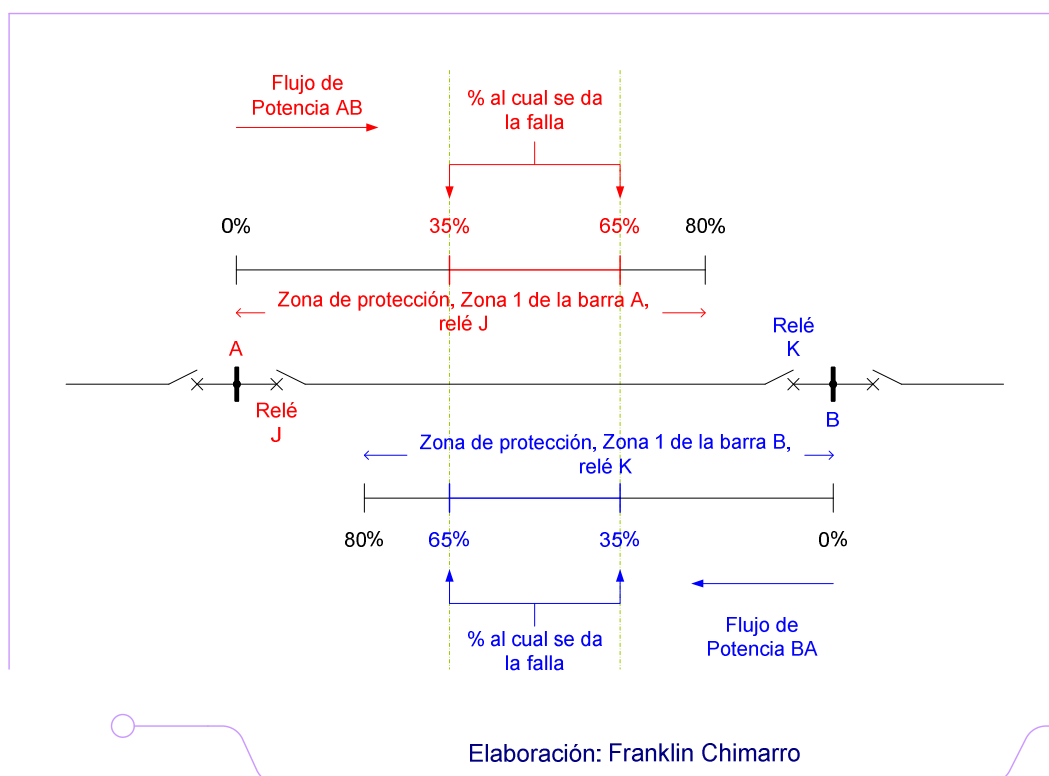 Flujo de
Potencia AB
% al cual se da
la falla
0%
35%
65%
80%
Zona de protección, Zona 1 de la barra A,
relé J
A
Relé
J
Relé
K
B
Zona de protección, Zona 1 de la barra B,
relé K
80%
65%
35%
0%
% al cual se da
la falla
Flujo de
Potencia BA
Elaboración: Franklin Chimarro